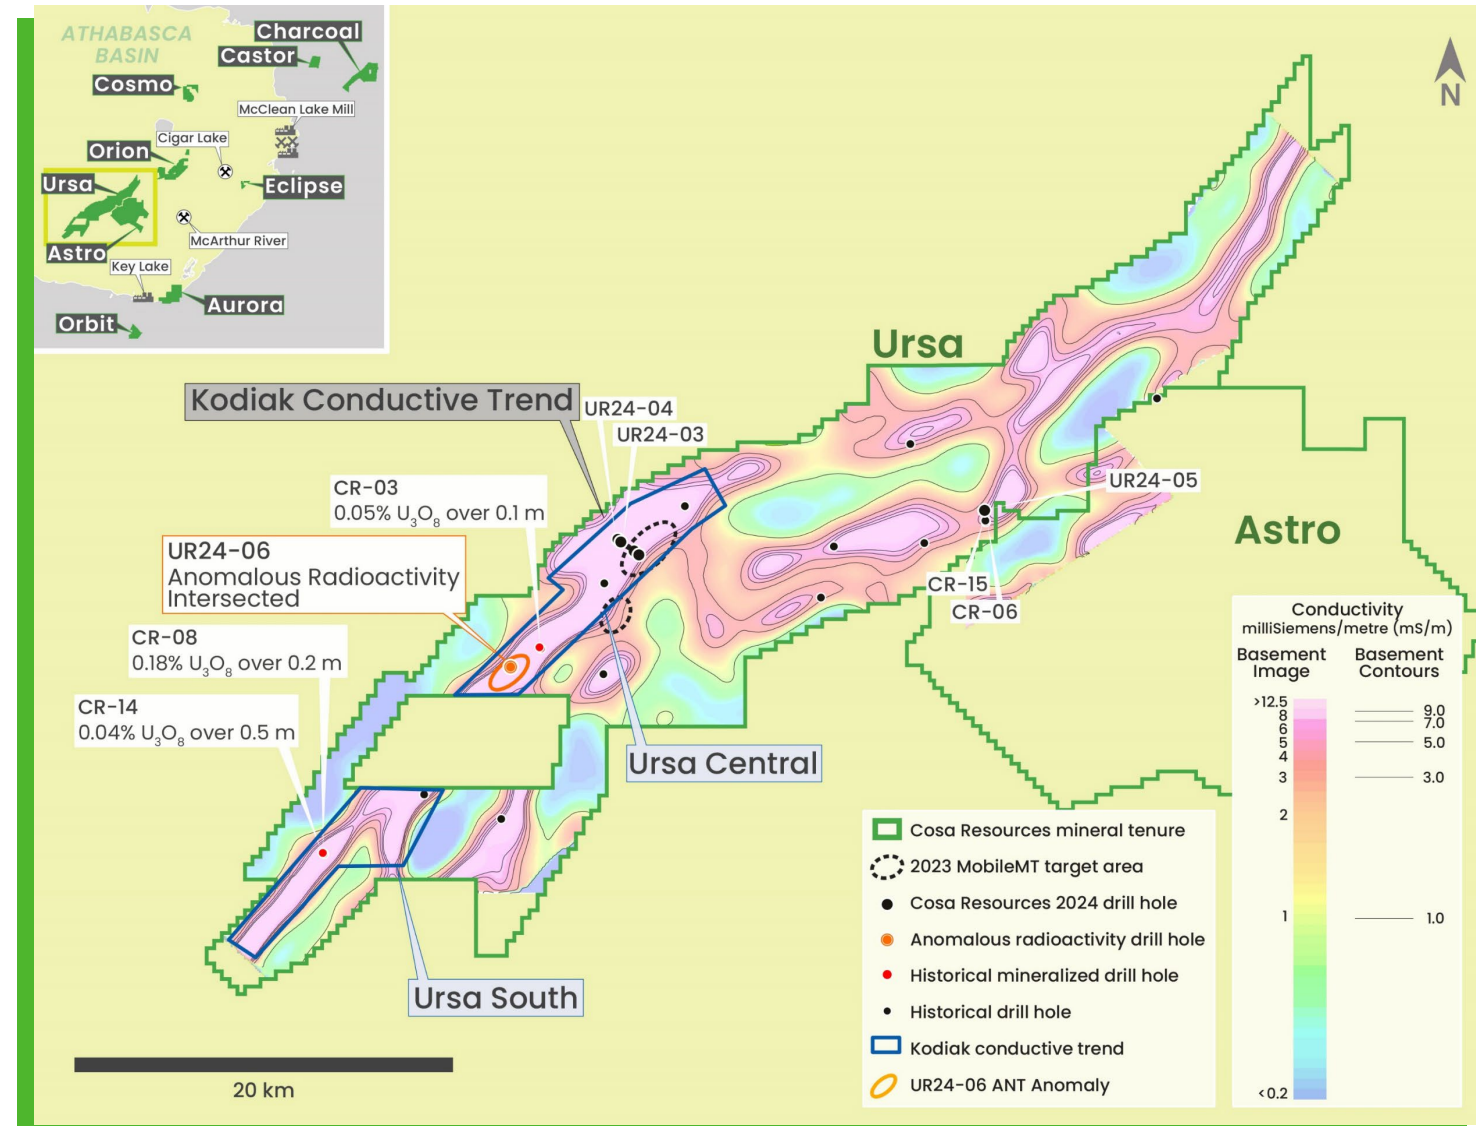 ATHABASCA
BASIN
Charcoal
Castor
Cosmo
McClean Lake Mill
Cigar Lake
Orion
Ursa
Eclipse
McArthur River
Astro
Key Lake
Aurora
Orbit
N
Ursa
Kodiak Conductive Trend
UR24-04
UR24-03
CR-03
0.05% U₃O₈ over 0.1 m
UR24-05
UR24-06
Anomalous Radioactivity
Intersected
Astro
CR-15
CR-06
CR-08
0.18% U₃O₈ over 0.2 m
CR-14
0.04% U₃O₈ over 0.5 m
Ursa Central
Ursa South
20 km
Cosa Resources mineral tenure
2023 MobileMT target area
Cosa Resources 2024 drill hole
Anomalous radioactivity drill hole
Historical mineralized drill hole
Historical drill hole
Kodiak conductive trend
UR24-06 ANT Anomaly
Conductivity
milliSiemens/metre (mS/m)
Basement
Image
>12.5
8
6
5
4
3
2
1
<0.2
Basement
Contours
9.0
7.0
5.0
3.0
1.0